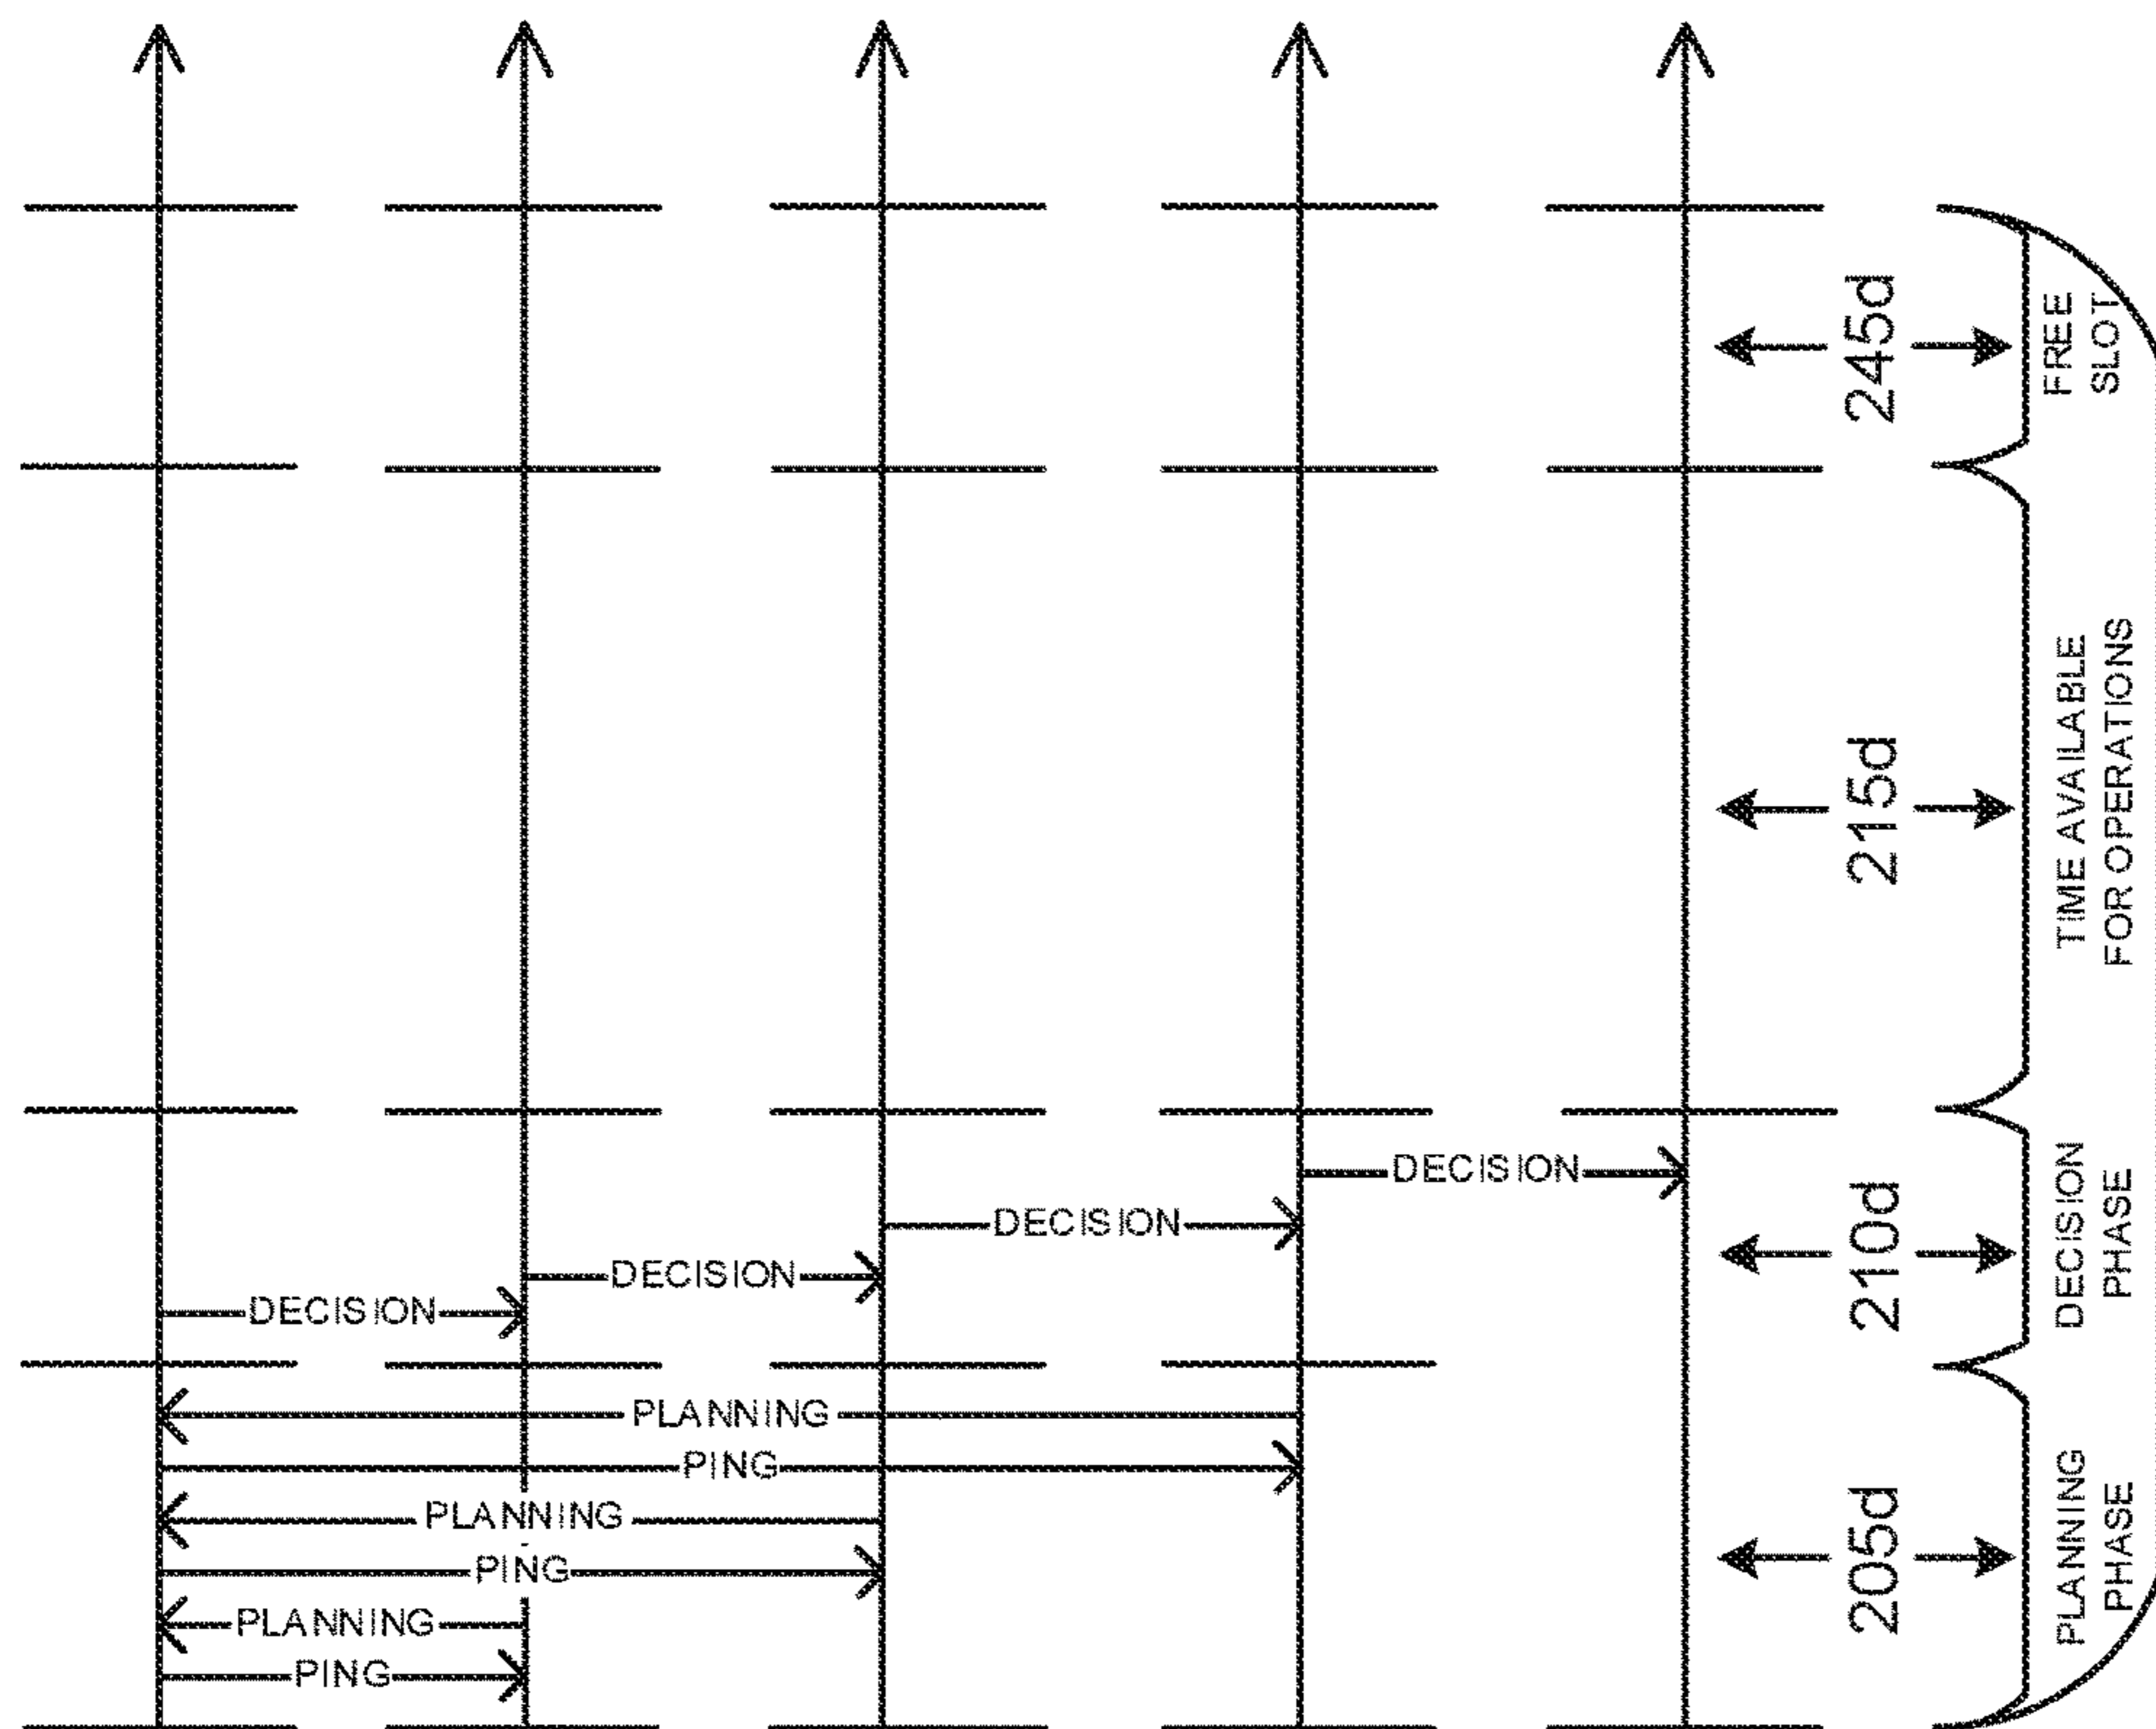 245d
FREE
SLOT
215d
TIME AVAILABLE
FOR OPERATIONS
DECISION
DECISION
DECISION
DECISION
210d
DECISION
PHASE
PLANNING
PING
PLANNING
PING
PLANNING
PING
205d
PLANNING
PHASE